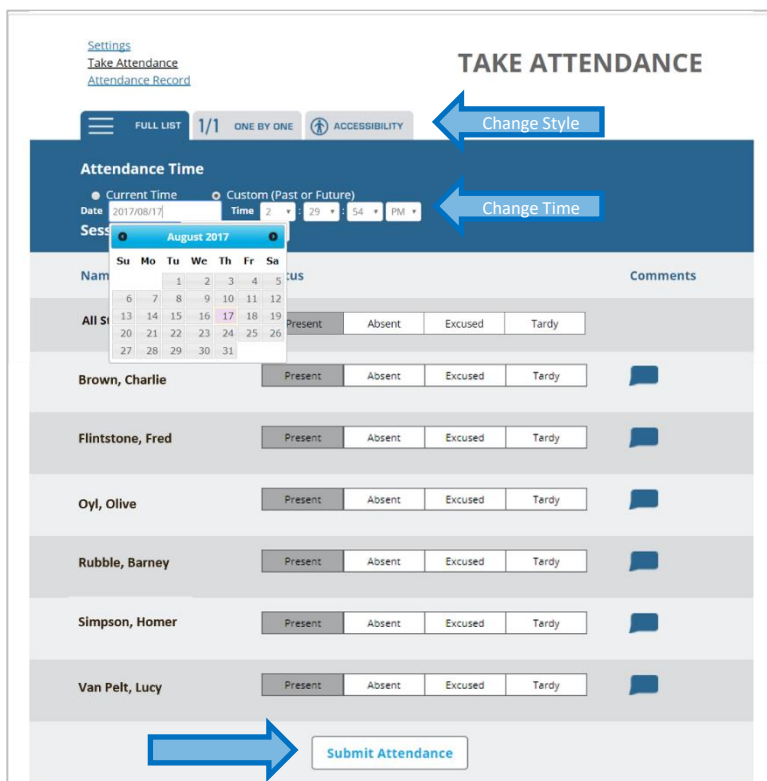 Settings
Take Attendance
Attendance Record
TAKE ATTENDANCE
FULL LIST 1/1 ONE BY ONE ACCESSIBILITY
Change Style
Attendance Time
Current Time Custom (Past or Future)
Date 2017/08/17 Time 2 : 29 : 54 PM
Change Time
Sess
August 2017
Su Mo Tu We Th Fr Sa
1 2 3 4 5
6 7 8 9 10 11 12
13 14 15 16 17 18 19
20 21 22 23 24 25 26
27 28 29 30 31
Nam tus Comments
All St Present Absent Excused Tardy
Brown, Charlie Present Absent Excused Tardy
Flintstone, Fred Present Absent Excused Tardy
Oyl, Olive Present Absent Excused Tardy
Rubble, Barney Present Absent Excused Tardy
Simpson, Homer Present Absent Excused Tardy
Van Pelt, Lucy Present Absent Excused Tardy
Submit Attendance